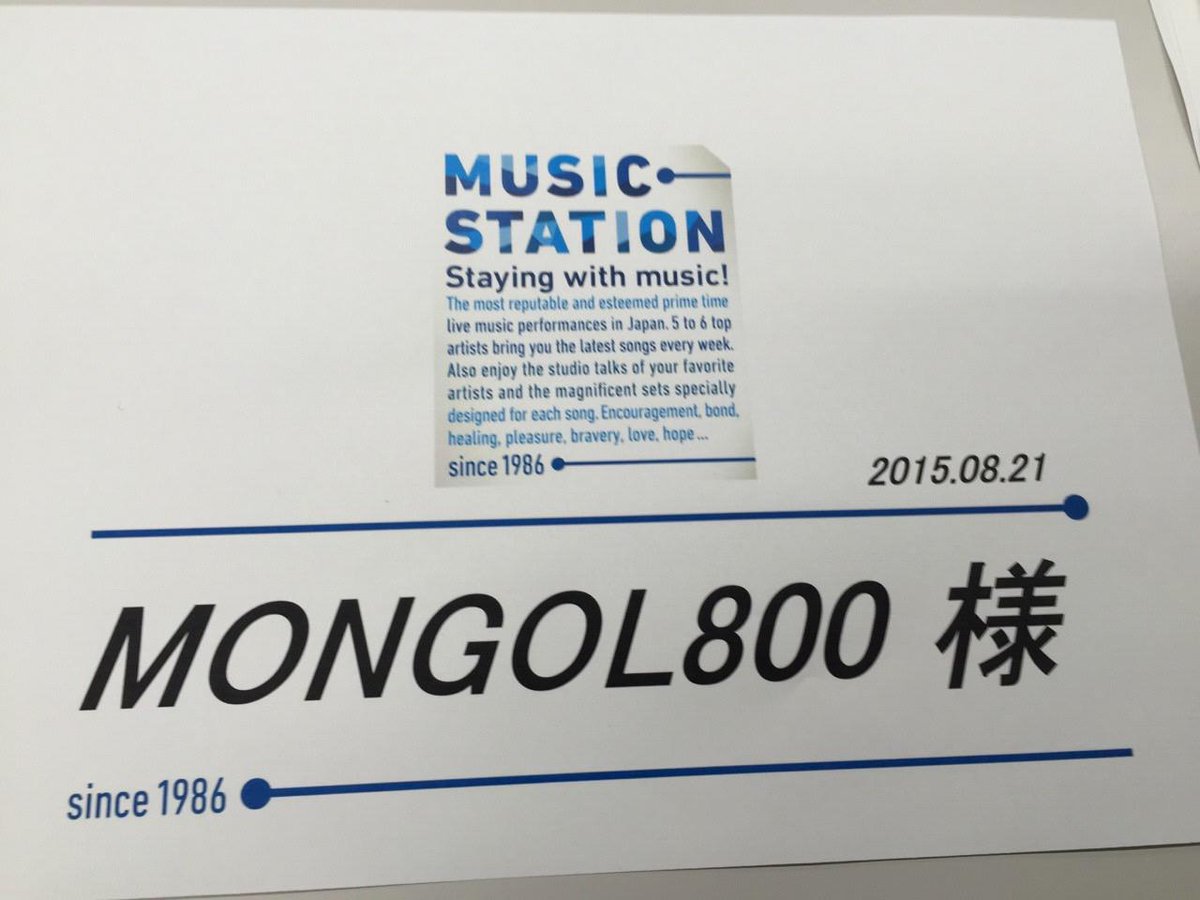 MUSIC
STATION
Staying with music!
The most reputable and esteemed prime time
live music performances in Japan. 5 to 6 top
artists bring you the latest songs every week.
Also enjoy the studio talks of your favorite
artists and the magnificent sets specially
designed for each song. Encouragement, bond,
healing, pleasure, bravery, love, hope...
since 1986
2015.08.21
MONGOL800 様
since 1986